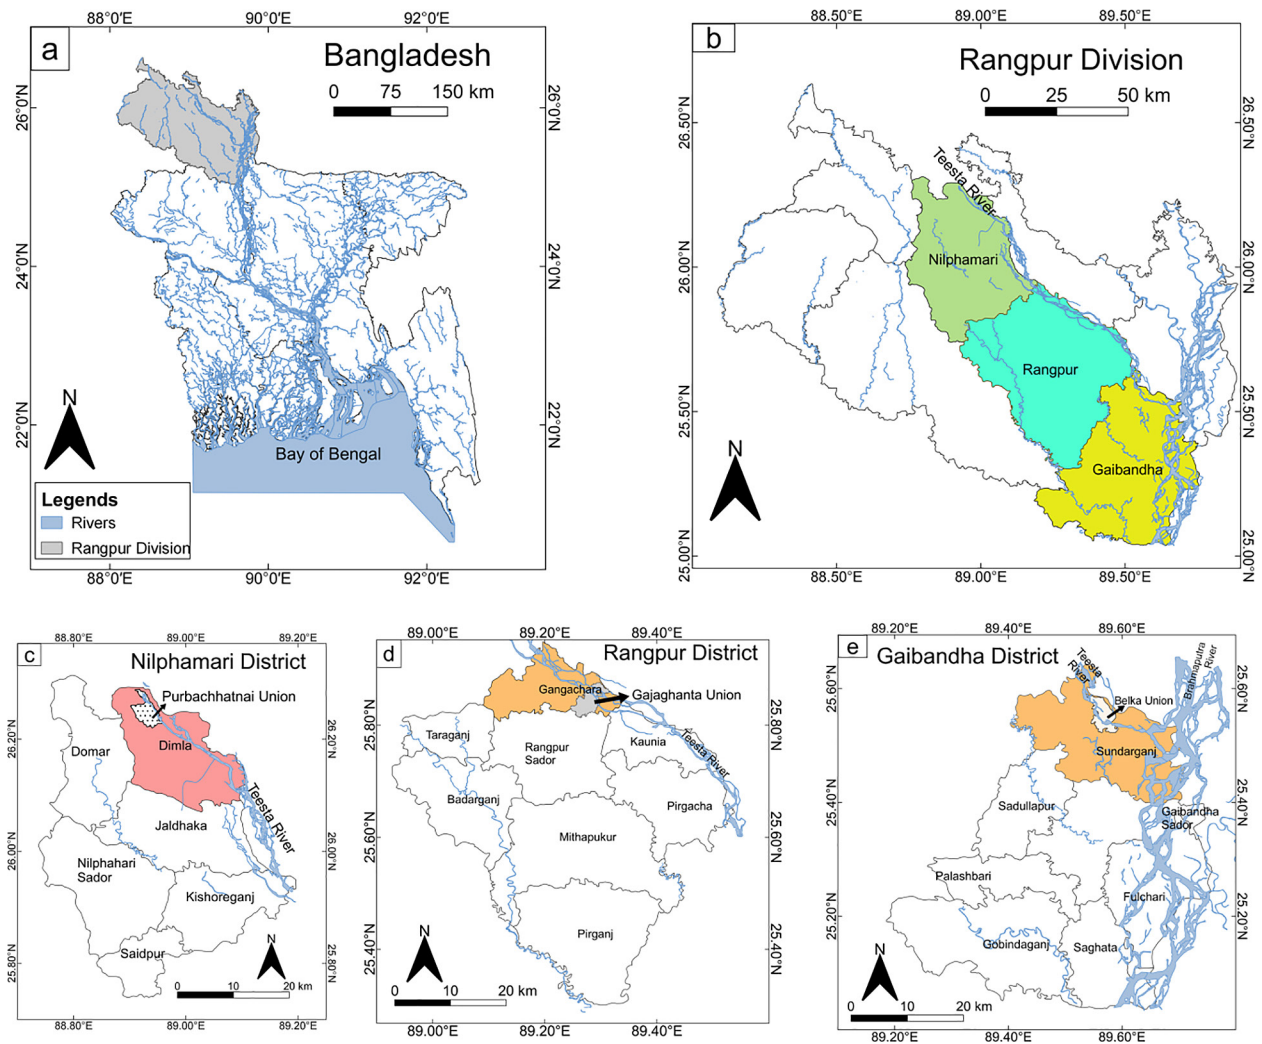 88°0'E 90°0'E 92°0'E
a
Bangladesh
0 75 150 km
26°0'N
26°0'N
24°0'N
24°0'N
22°0'N
22°0'N
N
Bay of Bengal
Legends
Rivers
Rangpur Division
88°0'E 90°0'E 92°0'E
88.50°E 89.00°E 89.50°E
b
Rangpur Division
0 25 50 km
26.50°N
26.50°N
Teesta River
Nilphamari
26.00°N
26.00°N
Rangpur
25.50°N
25.50°N
Gaibandha
N
25.00°N
25.00°N
88.50°E 89.00°E 89.50°E
88.80°E 89.00°E 89.20°E
c
Nilphamari District
Purbachhatnai Union
26.20°N
26.20°N
Domar
Dimla
Teesta River
Jaldhaka
26.00°N
26.00°N
Nilphahari
Sador
Kishoreganj
Saidpur
N
25.80°N
25.80°N
0 10 20 km
88.80°E 89.00°E 89.20°E
89.00°E 89.20°E 89.40°E
d
Rangpur District
Gangachara
Gajaghanta Union
25.80°N
25.80°N
Taraganj
Rangpur
Sador
Kaunia
Teesta River
Badarganj
Pirgacha
Mithapukur
25.60°N
25.60°N
Pirganj
N
25.40°N
25.40°N
0 10 20 km
89.00°E 89.20°E 89.40°E
89.20°E 89.40°E 89.60°E
e
Gaibandha District
Teesta
River
Brahmaputra
River
Belka Union
25.60°N
25.60°N
Sundarganj
Sadullapur
Gaibandha
Sador
25.40°N
25.40°N
Palashbari
Fulchari
25.20°N
25.20°N
Gobindaganj
Saghata
N
0 10 20 km
89.20°E 89.40°E 89.60°E